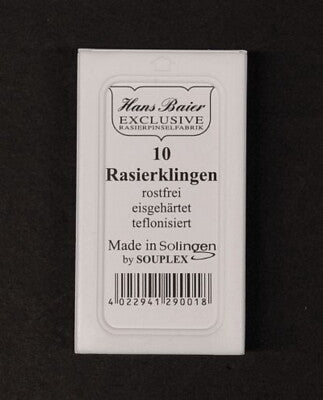 Hans Baier
EXCLUSIVE
RASIERPINSELFABRIK
10
Rasierklingen
rostfrei
eisgehärtet
teflonisiert
Made in Solingen
by SOUPLEX
4 022941 290018